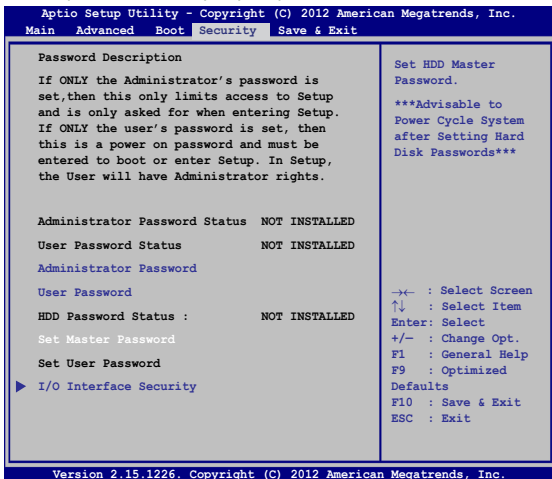 Aptio Setup Utility - Copyright (C) 2012 American Megatrends, Inc.
Main Advanced Boot Security Save & Exit
Password Description
If ONLY the Administrator's password is
set,then this only limits access to Setup
and is only asked for when entering Setup.
If ONLY the user's password is set, then
this is a power on password and must be
entered to boot or enter Setup. In Setup,
the User will have Administrator rights.
Administrator Password Status NOT INSTALLED
User Password Status NOT INSTALLED
Administrator Password
User Password
HDD Password Status : NOT INSTALLED
Set Master Password
Set User Password
I/O Interface Security
Set HDD Master
Password.
***Advisable to
Power Cycle System
after Setting Hard
Disk Passwords***
→← : Select Screen
↑↓ : Select Item
Enter: Select
+/— : Change Opt.
F1 : General Help
F9 : Optimized
Defaults
F10 : Save & Exit
ESC : Exit
Version 2.15.1226. Copyright (C) 2012 American Megatrends, Inc.